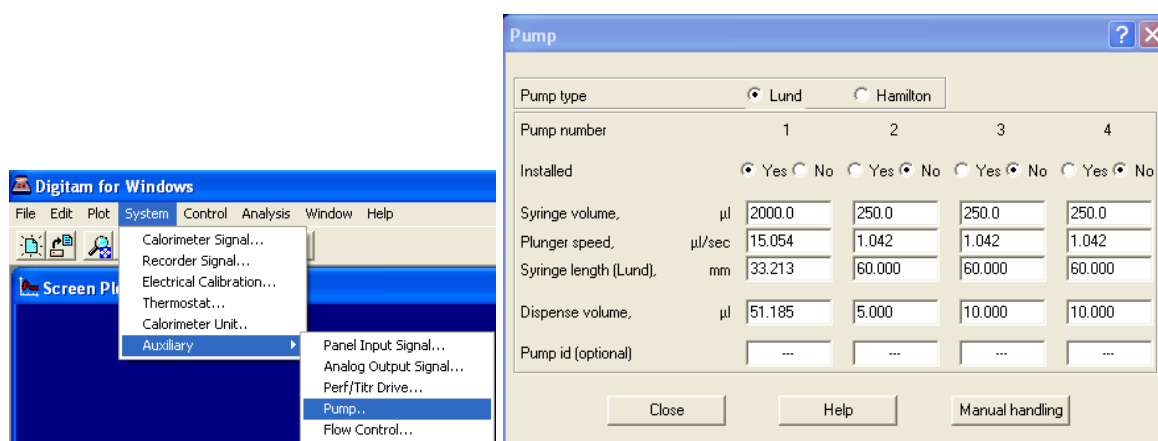 Digitam for Windows
File Edit Plot System Control Analysis Window Help
Calorimeter Signal...
Recorder Signal...
Electrical Calibration...
Thermostat...
Calorimeter Unit..
Auxiliary
Screen Pl
Panel Input Signal...
Analog Output Signal...
Perf/Titr Drive...
Pump..
Flow Control...
Pump
Pump type Lund Hamilton
Pump number 1 2 3 4
Installed Yes No Yes No Yes No Yes No
Syringe volume, µl 2000.0 250.0 250.0 250.0
Plunger speed, µl/sec 15.054 1.042 1.042 1.042
Syringe length (Lund), mm 33.213 60.000 60.000 60.000
Dispense volume, µl 51.185 5.000 10.000 10.000
Pump id (optional) --- --- --- ---
Close Help Manual handling